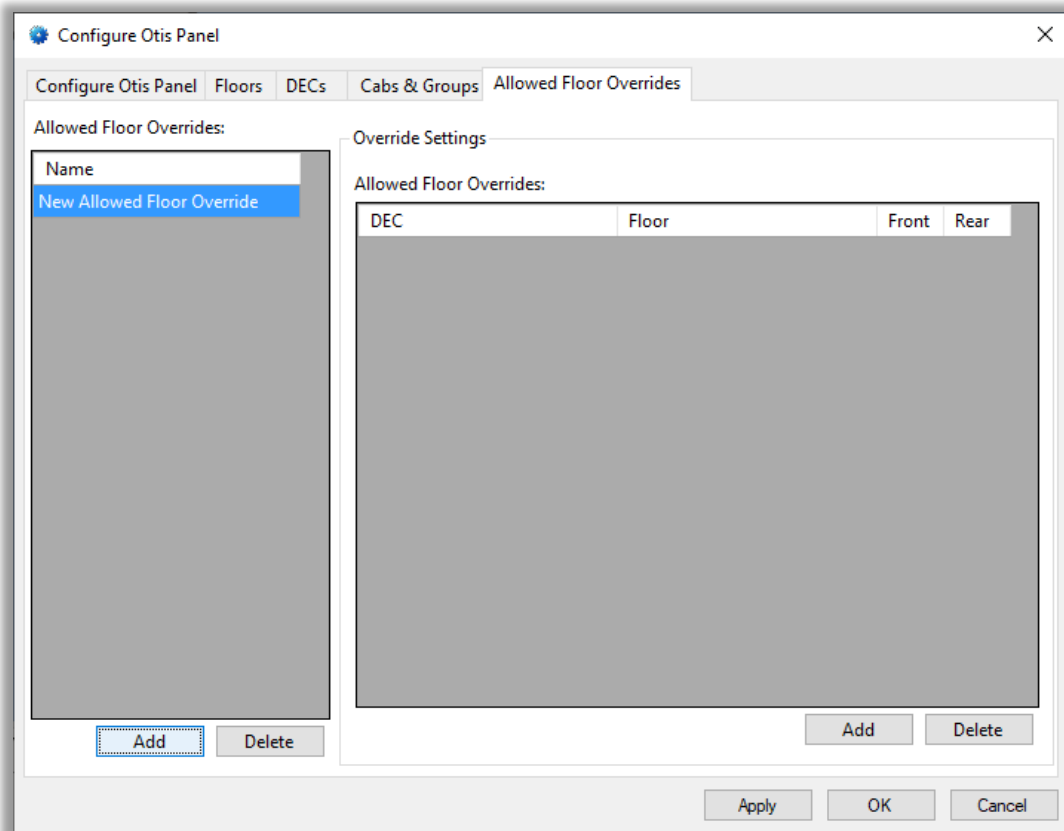 Configure Otis Panel
Configure Otis Panel Floors DECs Cabs & Groups Allowed Floor Overrides
Allowed Floor Overrides:
Name
New Allowed Floor Override
Add Delete
Override Settings
Allowed Floor Overrides:
DEC Floor Front Rear
Add Delete
Apply OK Cancel